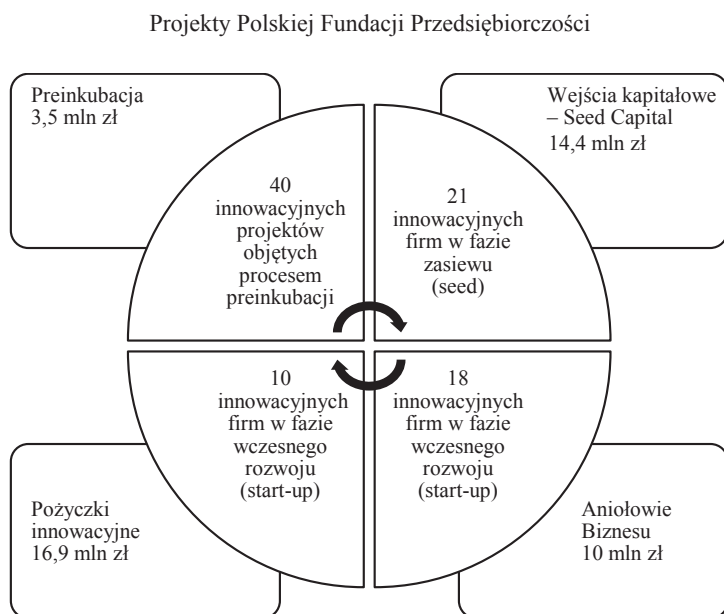 Projekty Polskiej Fundacji Przedsiębiorczości
Preinkubacja
3,5 mln zł
Wejścia kapitałowe
– Seed Capital
14,4 mln zł
40
innowacyjnych
projektów
objętych
procesem
preinkubacji
21
innowacyjnych
firm w fazie
zasiewu
(seed)
10
innowacyjnych
firm w fazie
wczesnego
rozwoju
(start-up)
18
innowacyjnych
firm w fazie
wczesnego
rozwoju
(start-up)
Pożyczki
innowacyjne
16,9 mln zł
Aniołowie
Biznesu
10 mln zł